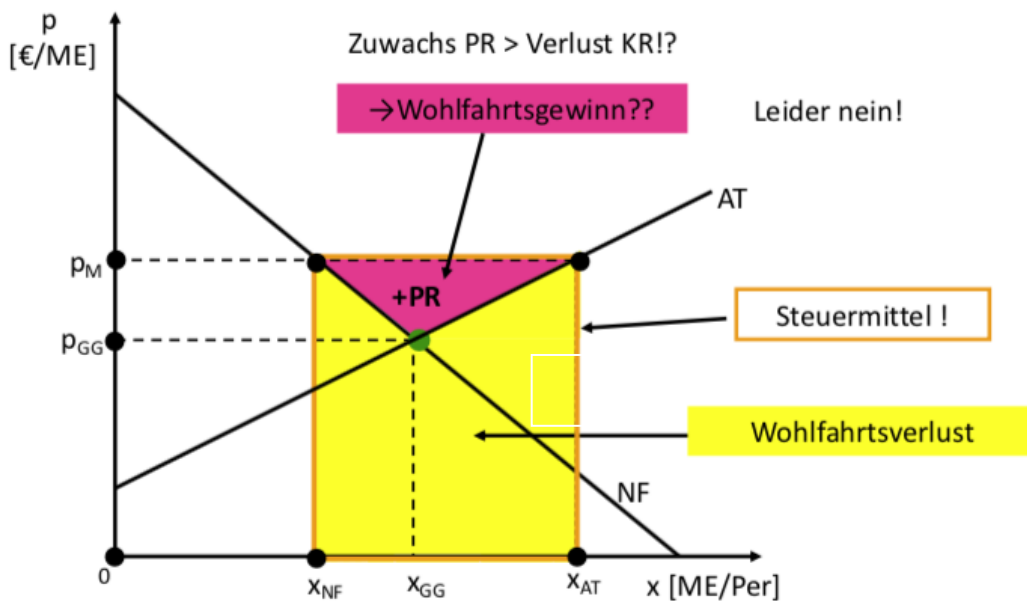 p
[€/ME]
Zuwachs PR > Verlust KR!?
→Wohlfahrtsgewinn??
Leider nein!
AT
p_M
+PR
Steuermittel !
p_GG
Wohlfahrtsverlust
NF
0
x_NF
x_GG
x_AT
x [ME/Per]